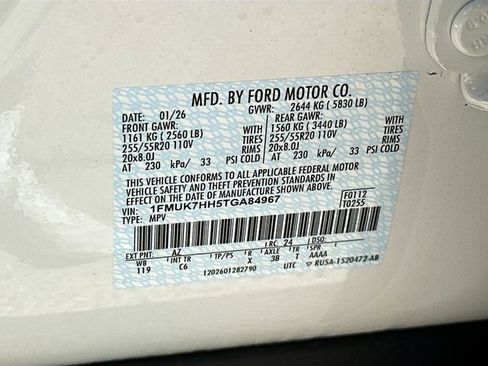 MFD. BY FORD MOTOR CO.
DATE: 01/26 GVWR: 2644 KG ( 5830 LB)
FRONT GAWR: REAR GAWR:
1161 KG ( 2560 LB) WITH 1560 KG ( 3440 LB) WITH
255/55R20 110V TIRES 255/55R20 110V TIRES
20x8.0J RIMS 20x8.0J RIMS
AT 230 kPa/ 33 PSI COLD AT 230 kPa/ 33 PSI COLD
THIS VEHICLE CONFORMS TO ALL APPLICABLE FEDERAL MOTOR
VEHICLE SAFETY AND THEFT PREVENTION STANDARDS IN EFFECT
ON THE DATE OF MANUFACTURE SHOWN ABOVE.
VIN: 1FMUK7HH5TGA84967 F0112
TYPE: MPV T0255
EXT PNT: AZ RC: 24 DSO:
WB INT TR TP/PS R AXLE TR SPR
119 C6 X 3B T AAAA
1202601282790 UTC RU5A-1520472-AB